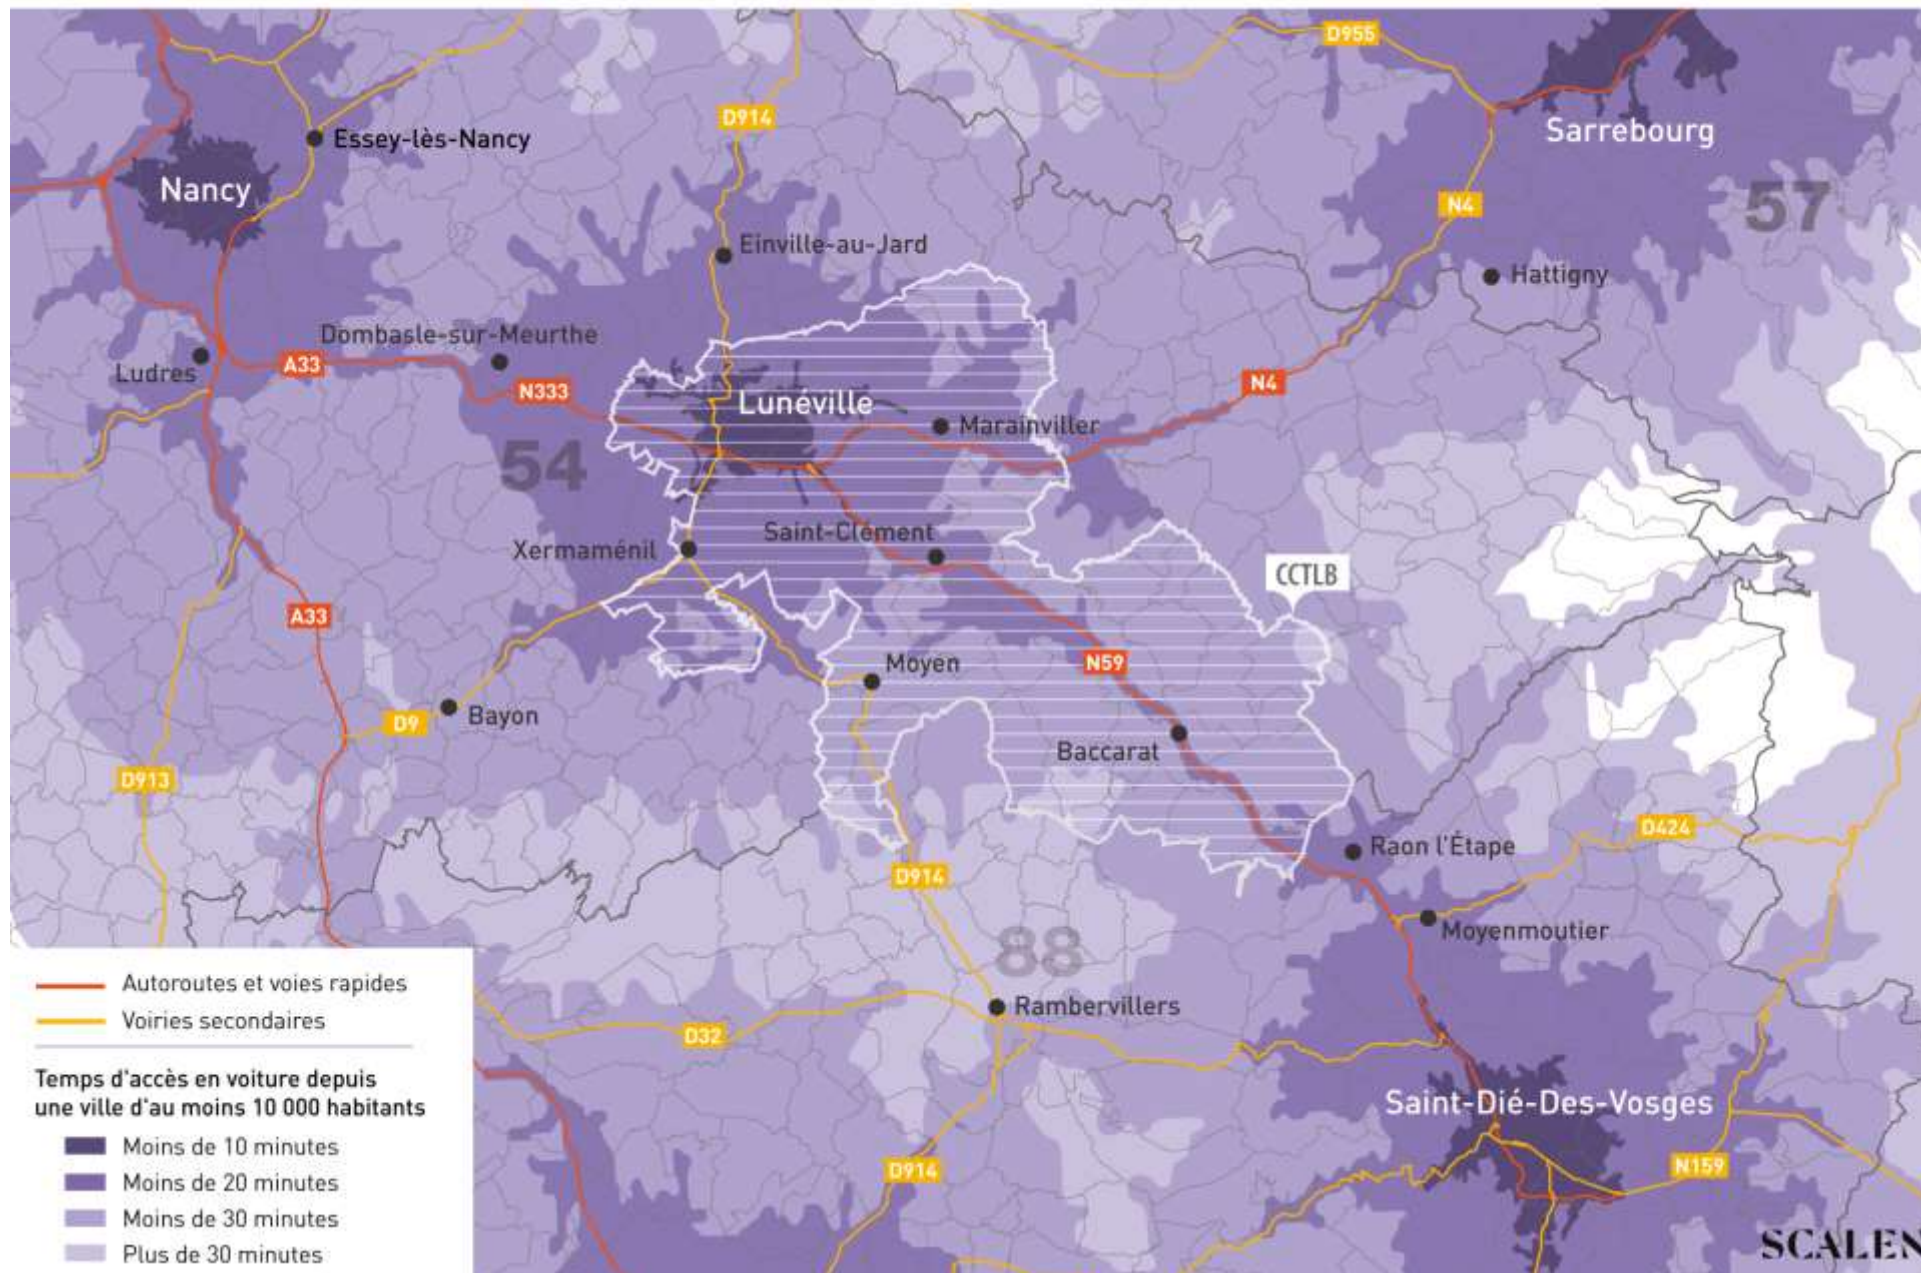 D955
D914
Essey-lès-Nancy
Sarrebourg
Nancy
57
N4
Einville-au-Jard
Hattigny
Dombasle-sur-Meurthe
Ludres
A33
N333
N4
Lunéville
Marainviller
54
Saint-Clément
Xermaménil
CCTLB
A33
Moyen
N59
Bayon
D9
Baccarat
D913
D424
Raon l'Étape
D914
Moyenmoutier
88
Rambervillers
D32
Saint-Dié-Des-Vosges
D914
N159
Autoroutes et voies rapides
Voiries secondaires
Temps d'accès en voiture depuis
une ville d'au moins 10 000 habitants
Moins de 10 minutes
Moins de 20 minutes
Moins de 30 minutes
Plus de 30 minutes
SCALEN